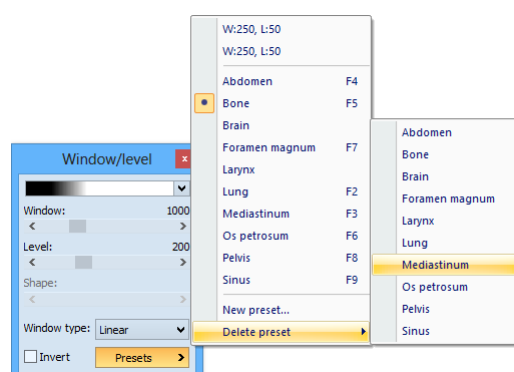 W:250, L:50
W:250, L:50
Abdomen F4
Bone F5
Brain
Foramen magnum F7
Larynx
Lung F2
Mediastinum F3
Os petrosum F6
Pelvis F8
Sinus F9
New preset...
Delete preset
Abdomen
Bone
Brain
Foramen magnum
Larynx
Lung
Mediastinum
Os petrosum
Pelvis
Sinus
Window/level x
Window: 1000
Level: 200
Shape:
Window type: Linear
Invert Presets